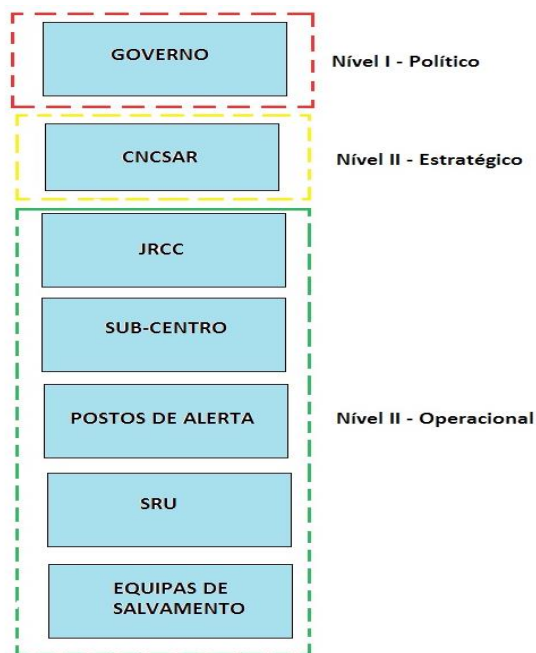 GOVERNO
Nível I - Político
CNCSAR
Nível II - Estratégico
JRCC
SUB-CENTRO
POSTOS DE ALERTA
Nível II - Operacional
SRU
EQUIPAS DE
SALVAMENTO